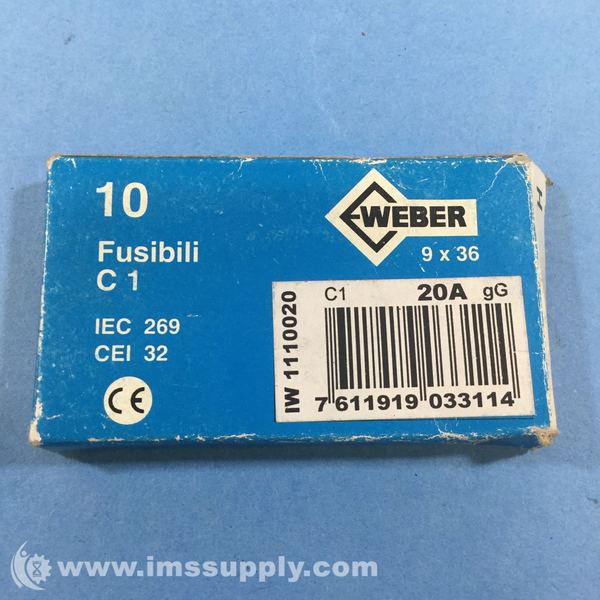 10
WEBER
9 x 36
Fusibili
C 1
IEC 269
CEI 32
CE
IW 1110020
C1 20A gG
7 611919 033114
www.imssupply.com